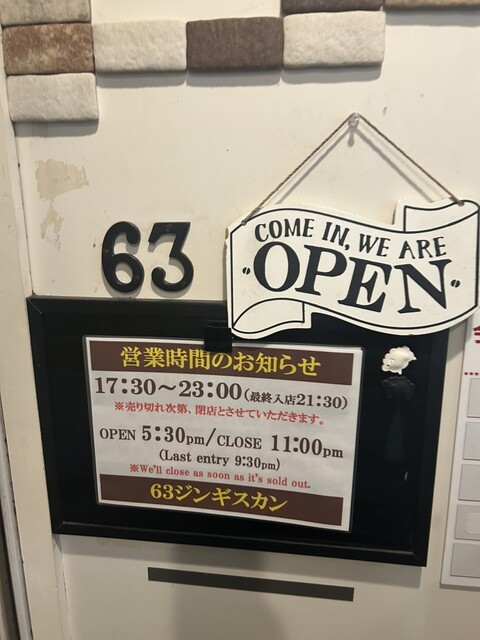 63
COME IN, WE ARE
OPEN
営業時間のお知らせ
17:30～23:00(最終入店21:30)
※売り切れ次第、閉店とさせていただきます。
OPEN 5:30pm/CLOSE 11:00pm
(Last entry 9:30pm)
※We'll close as soon as it's sold out.
63ジンギスカン